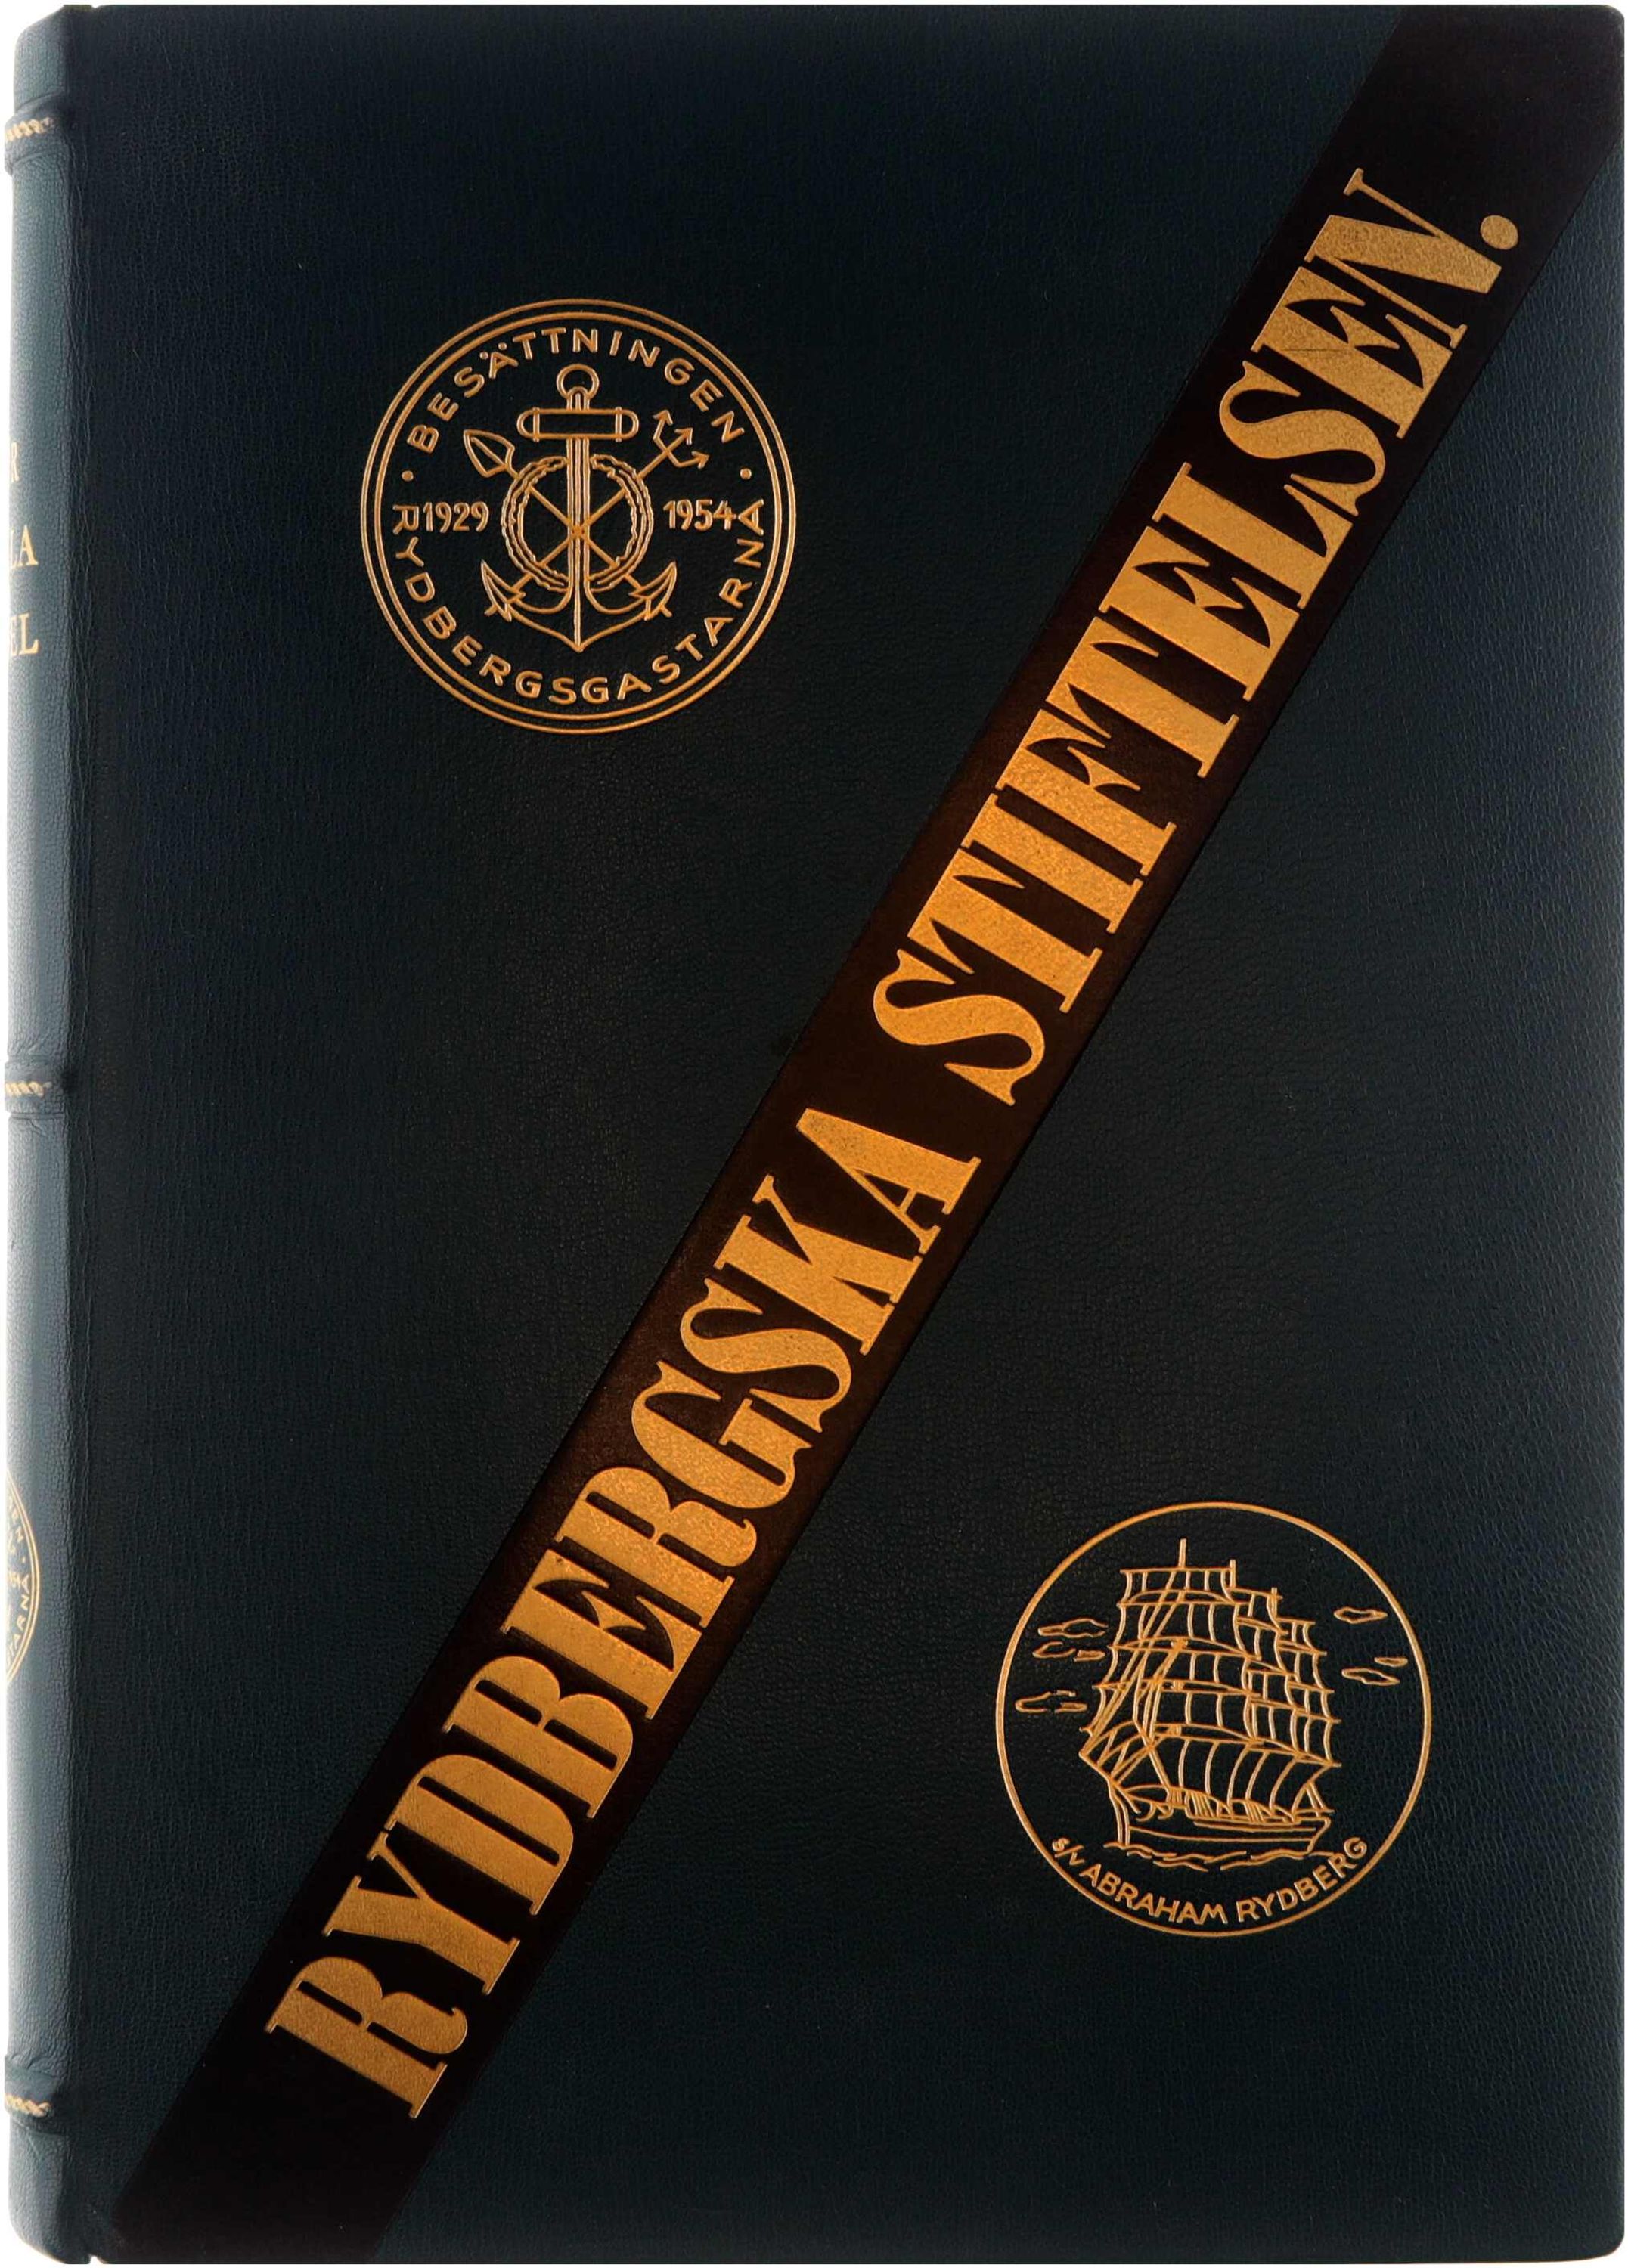 BESÄTTNINGEN
1929 1954
RYDBERGSGASTARNA
RYDBERGSKA STIFTELSEN.
S/V ABRAHAM RYDBERG